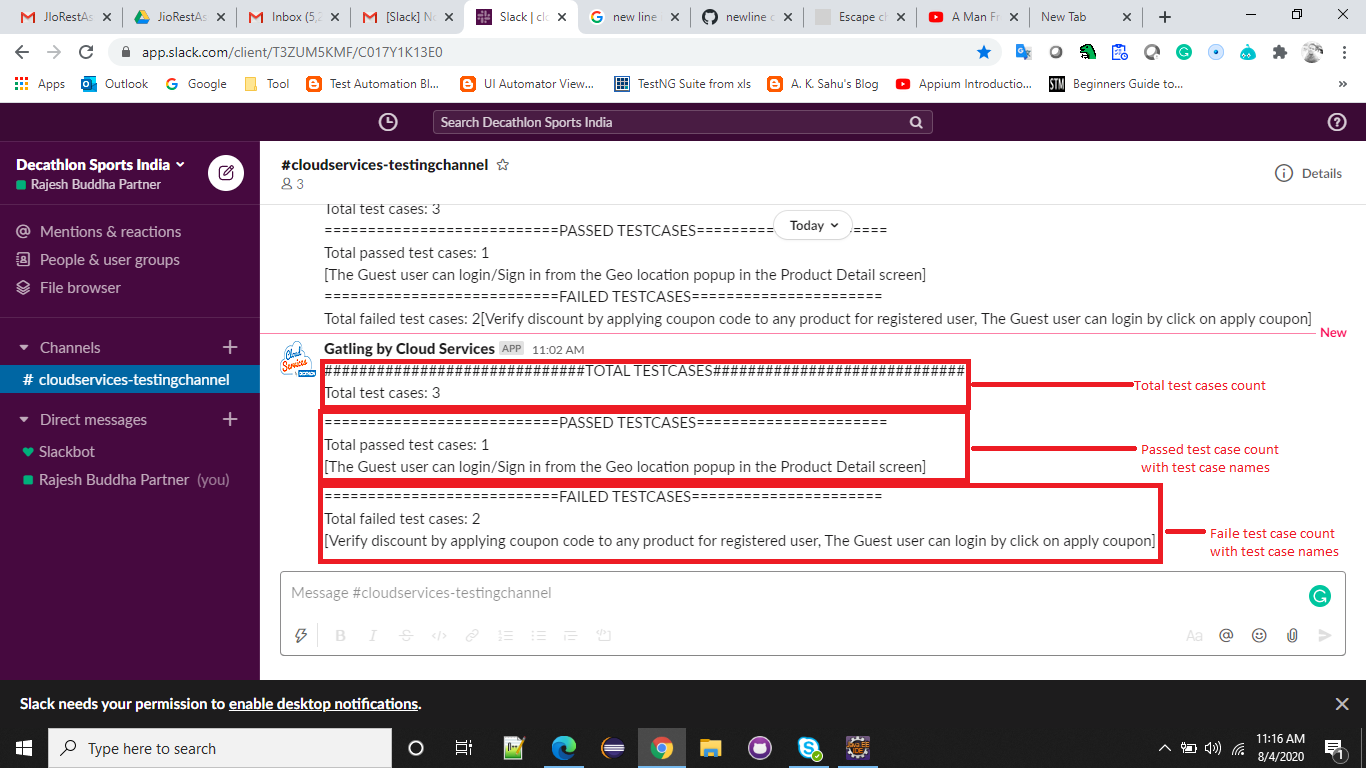 JIoRestAs
JioRestAs
Inbox (5,2
[Slack] No
Slack | clo
new line
newline c
Escape ch
A Man Fr
New Tab
app.slack.com/client/T3ZUM5KMF/C017Y1K13E0
Apps
Outlook
Google
Tool
Test Automation Bl...
UI Automator View...
TestNG Suite from xls
A. K. Sahu's Blog
Appium Introductio...
STM
Beginners Guide to...
»
Search Decathlon Sports India
Decathlon Sports India
Rajesh Buddha Partner
Mentions & reactions
People & user groups
File browser
Channels
# cloudservices-testingchannel
Direct messages
Slackbot
Rajesh Buddha Partner (you)
#cloudservices-testingchannel
3
Details
Total test cases: 3
Today
===========================PASSED TESTCASES======================
Total passed test cases: 1
[The Guest user can login/Sign in from the Geo location popup in the Product Detail screen]
===========================FAILED TESTCASES======================
Total failed test cases: 2[Verify discount by applying coupon code to any product for registered user, The Guest user can login by click on apply coupon]
New
Cloud Services
Gatling by Cloud Services APP 11:02 AM
##############################TOTAL TESTCASES#############################
Total test cases: 3
Total test cases count
===========================PASSED TESTCASES======================
Total passed test cases: 1
[The Guest user can login/Sign in from the Geo location popup in the Product Detail screen]
Passed test case count
with test case names
===========================FAILED TESTCASES======================
Total failed test cases: 2
[Verify discount by applying coupon code to any product for registered user, The Guest user can login by click on apply coupon]
Faile test case count
with test case names
Message #cloudservices-testingchannel
B I S </>
Aa @
Slack needs your permission to enable desktop notifications.
Type here to search
11:16 AM
8/4/2020
1